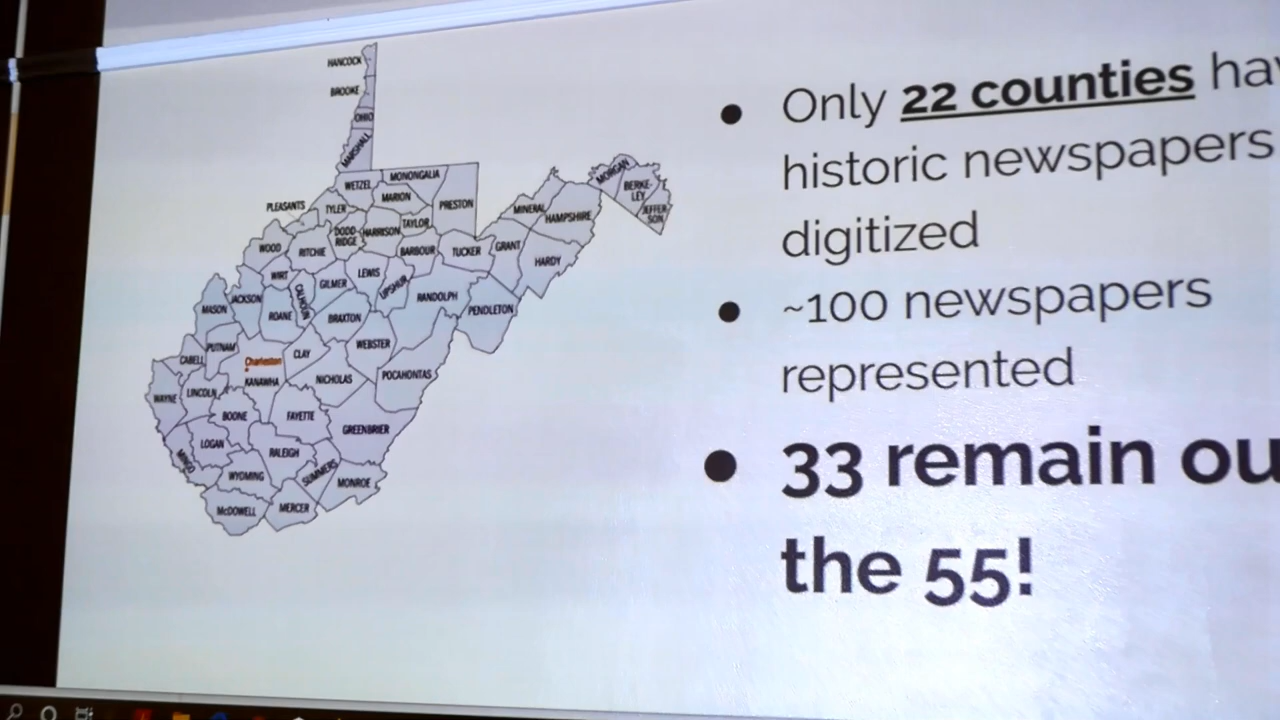 HANCOCK
BROOKE
OHIO
MARSHALL
WETZEL
MONONGALIA
MARION
PRESTON
PLEASANTS
TYLER
DODD-
RIDGE
HARRISON
TAYLOR
MORGAN
BERKE-
LEY
JEFFER
SON
MINERAL
HAMPSHIRE
WOOD
RITCHIE
BARBOUR
TUCKER
GRANT
HARDY
WIRT
CALHOUN
GILMER
LEWIS
UPSHUR
RANDOLPH
PENDLETON
MASON
JACKSON
ROANE
BRAXTON
PUTNAM
CABELL
Charleston
KANAWHA
CLAY
WEBSTER
NICHOLAS
POCAHONTAS
WAYNE
LINCOLN
BOONE
FAYETTE
GREENBRIER
MINGO
LOGAN
RALEIGH
WYOMING
SUMMERS
MONROE
McDOWELL
MERCER
• Only 22 counties ha
historic newspapers
digitized
• ~100 newspapers
represented
• 33 remain ou
the 55!